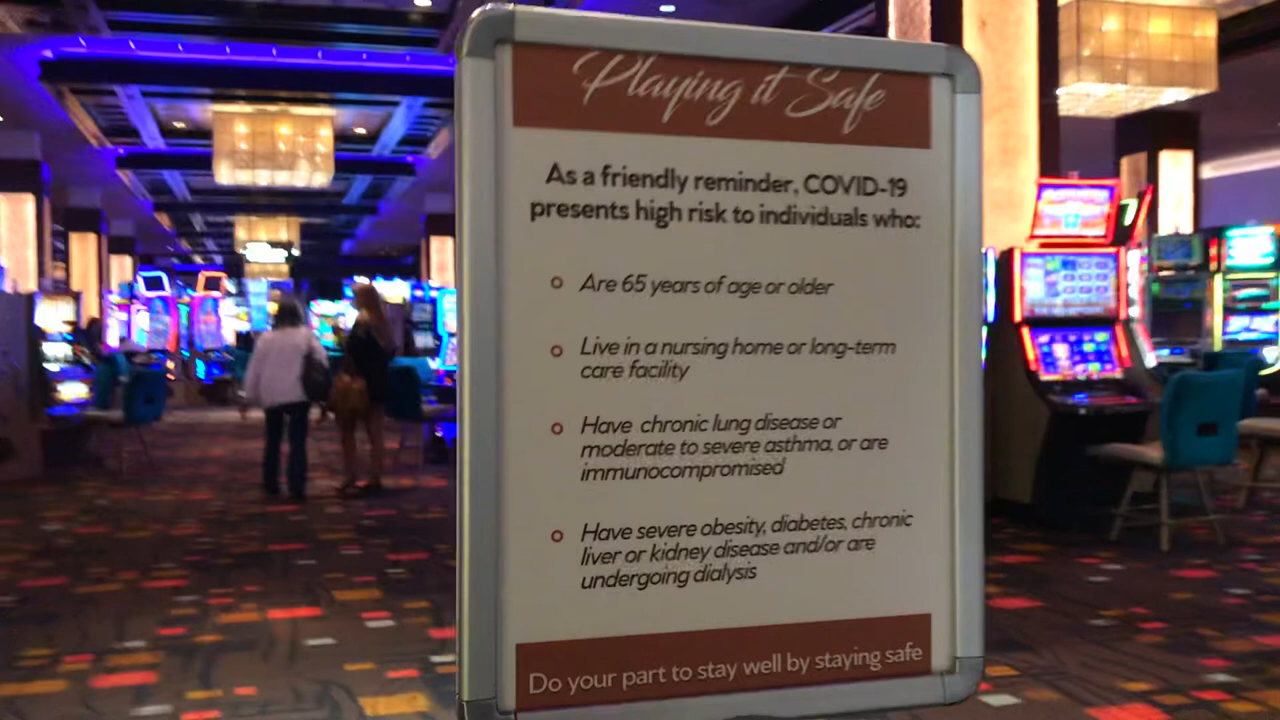 Playing it Safe
As a friendly reminder, COVID-19
presents high risk to individuals who:
Are 65 years of age or older
Live in a nursing home or long-term
care facility
Have chronic lung disease or
moderate to severe asthma, or are
immunocompromised
Have severe obesity, diabetes, chronic
liver or kidney disease and/or are
undergoing dialysis
Do your part to stay well by staying safe